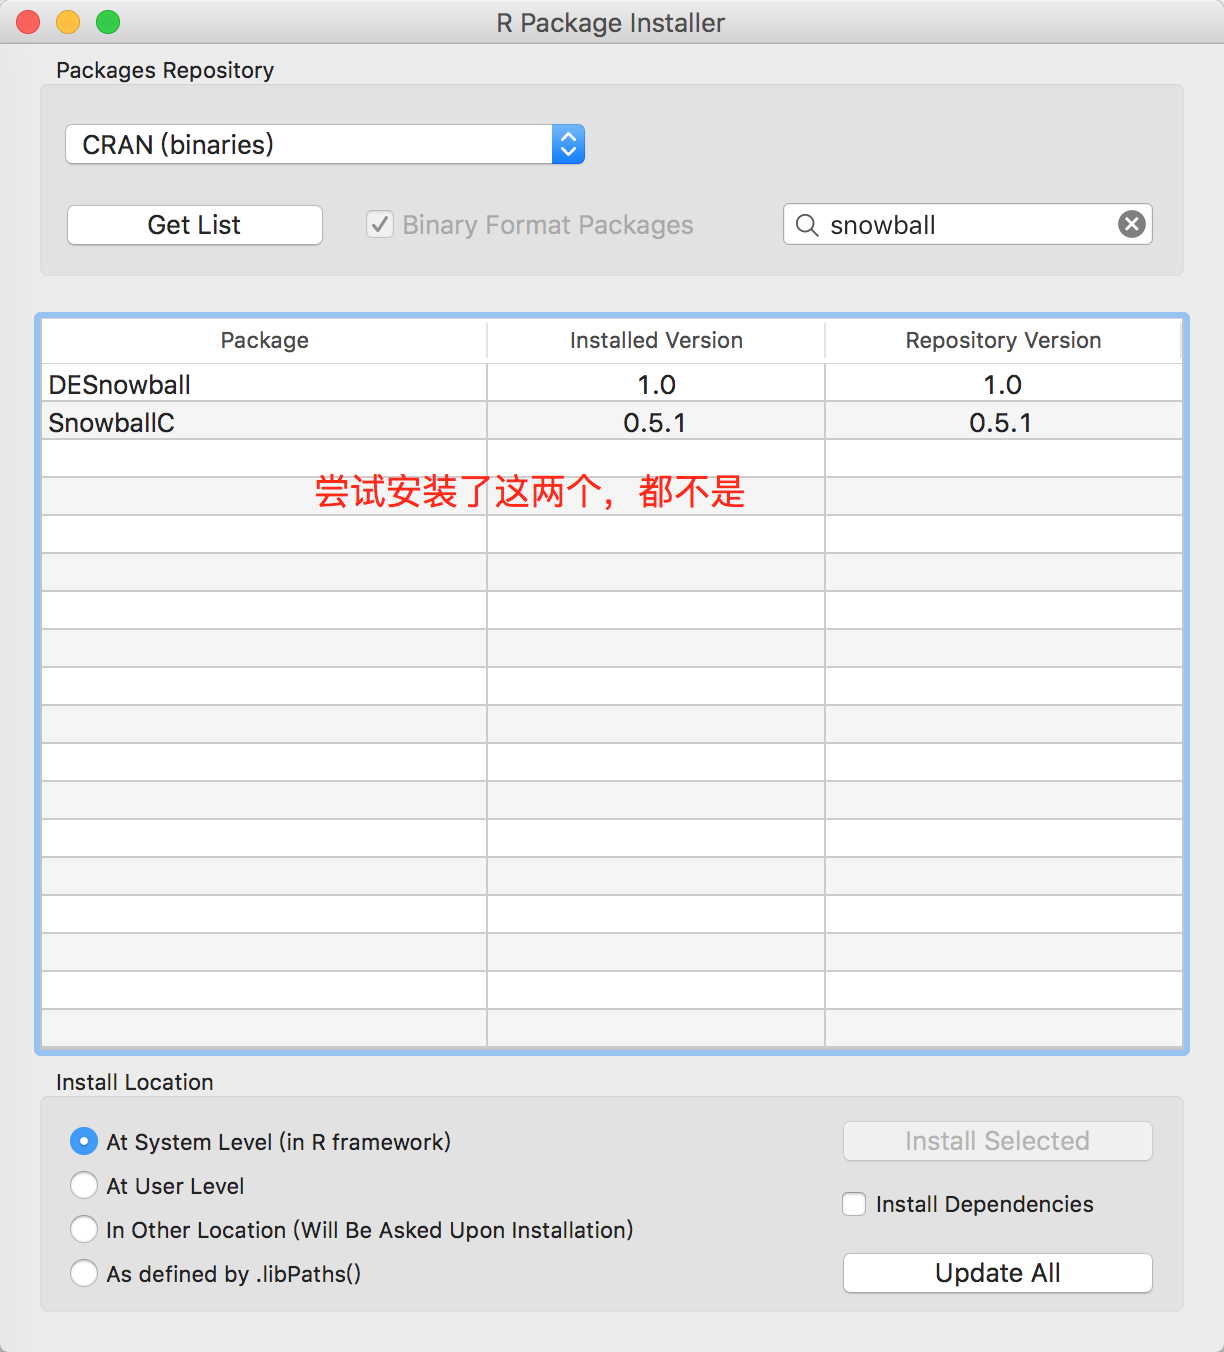 R Package Installer
Packages Repository
CRAN (binaries)
Get List
Binary Format Packages
snowball
Package Installed Version Repository Version
DESnowball 1.0 1.0
SnowballC 0.5.1 0.5.1
尝试安装了这两个，都不是
Install Location
At System Level (in R framework)
Install Selected
At User Level
Install Dependencies
In Other Location (Will Be Asked Upon Installation)
As defined by .libPaths()
Update All